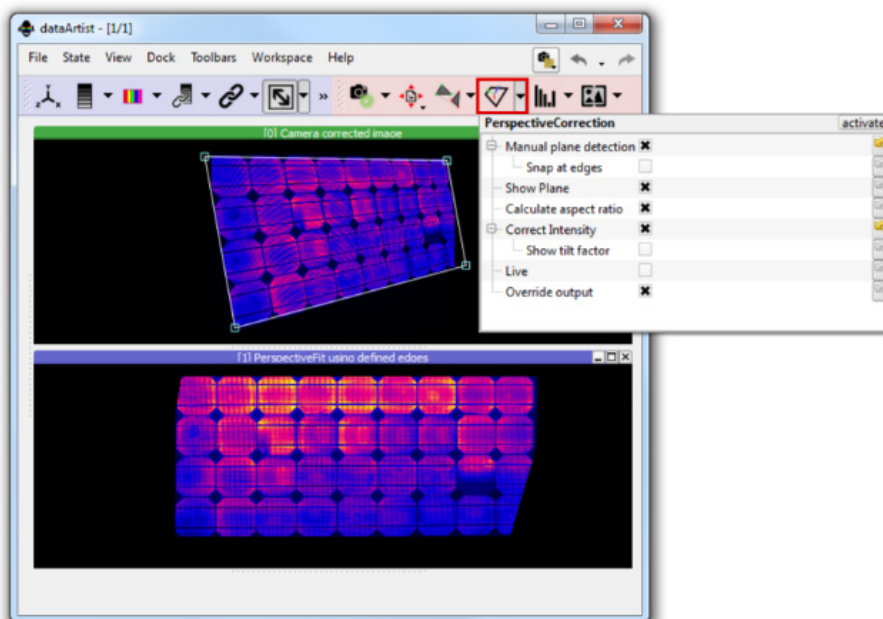 dataArtist - [1/1]
File State View Dock Toolbars Workspace Help
PerspectiveCorrection activate
[0] Camera corrected image
Manual plane detection
Snap at edges
Show Plane
Calculate aspect ratio
Correct Intensity
Show tilt factor
Live
Override output
[1] PerspectiveFit using defined edges